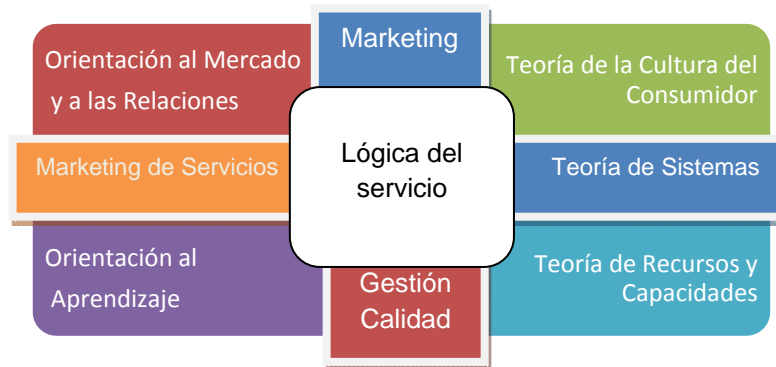 Marketing
Orientación al Mercado
y a las Relaciones
Teoría de la Cultura del
Consumidor
Marketing de Servicios
Lógica del
servicio
Teoría de Sistemas
Orientación al
Aprendizaje
Gestión
Calidad
Teoría de Recursos y
Capacidades